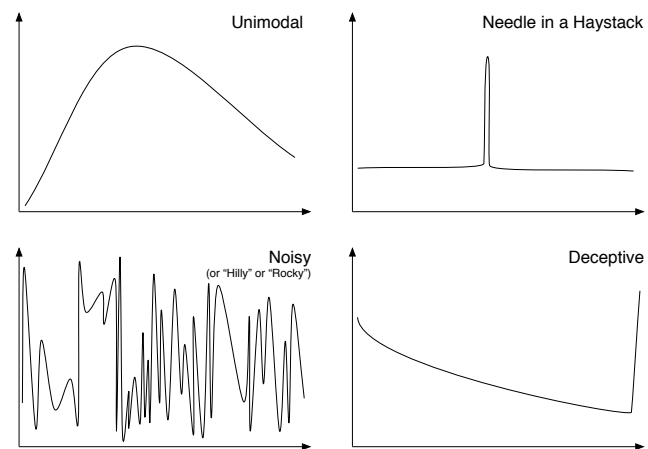 Unimodal
Needle in a Haystack
Noisy
(or “Hilly” or “Rocky”)
Deceptive